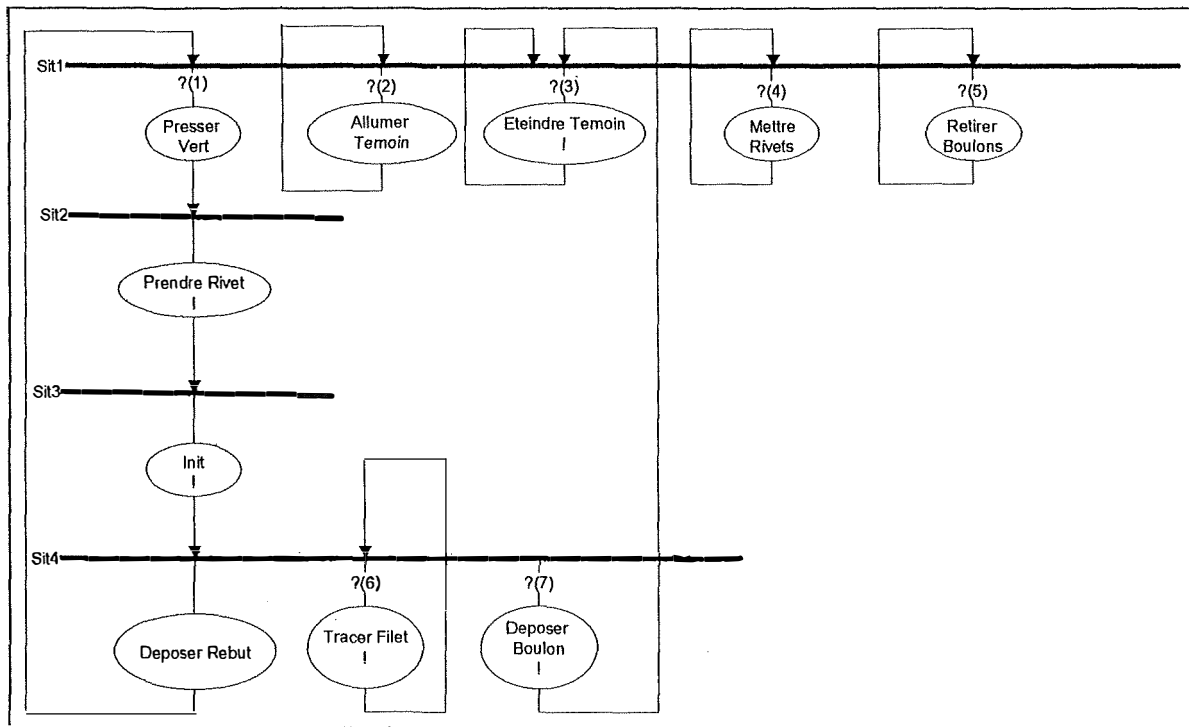 Sit1
?(1)
?(2)
?(3)
?(4)
?(5)
Presser
Vert
Allumer
Temoin
Eteindre Temoin
Mettre
Rivets
Retirer
Boulons
Sit2
Prendre Rivet
Sit3
Init
Sit4
?(6)
?(7)
Deposer Rebut
Tracer Filet
Deposer
Boulon